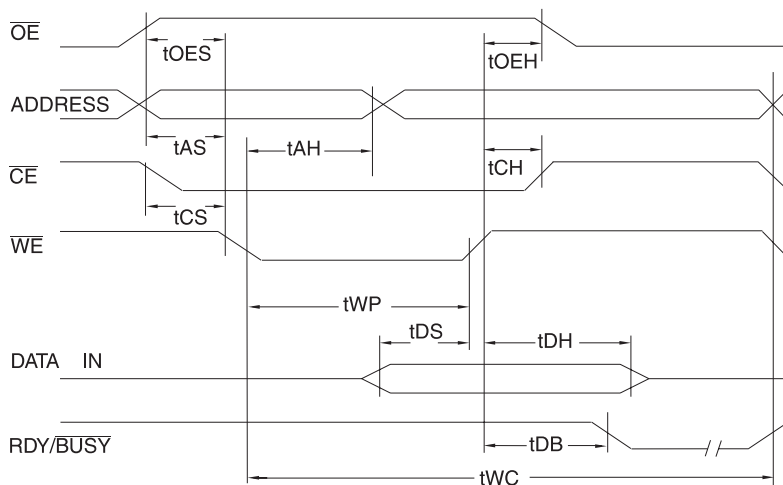 OE
tOES
tOEH
ADDRESS
tAS
tAH
tCH
CE
tCS
WE
tWP
tDS
tDH
DATA IN
RDY/BUSY
tDB
tWC